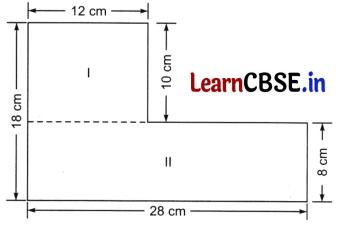 12 cm
I
10 cm
LearnCBSE.in
18 cm
II
8 cm
28 cm